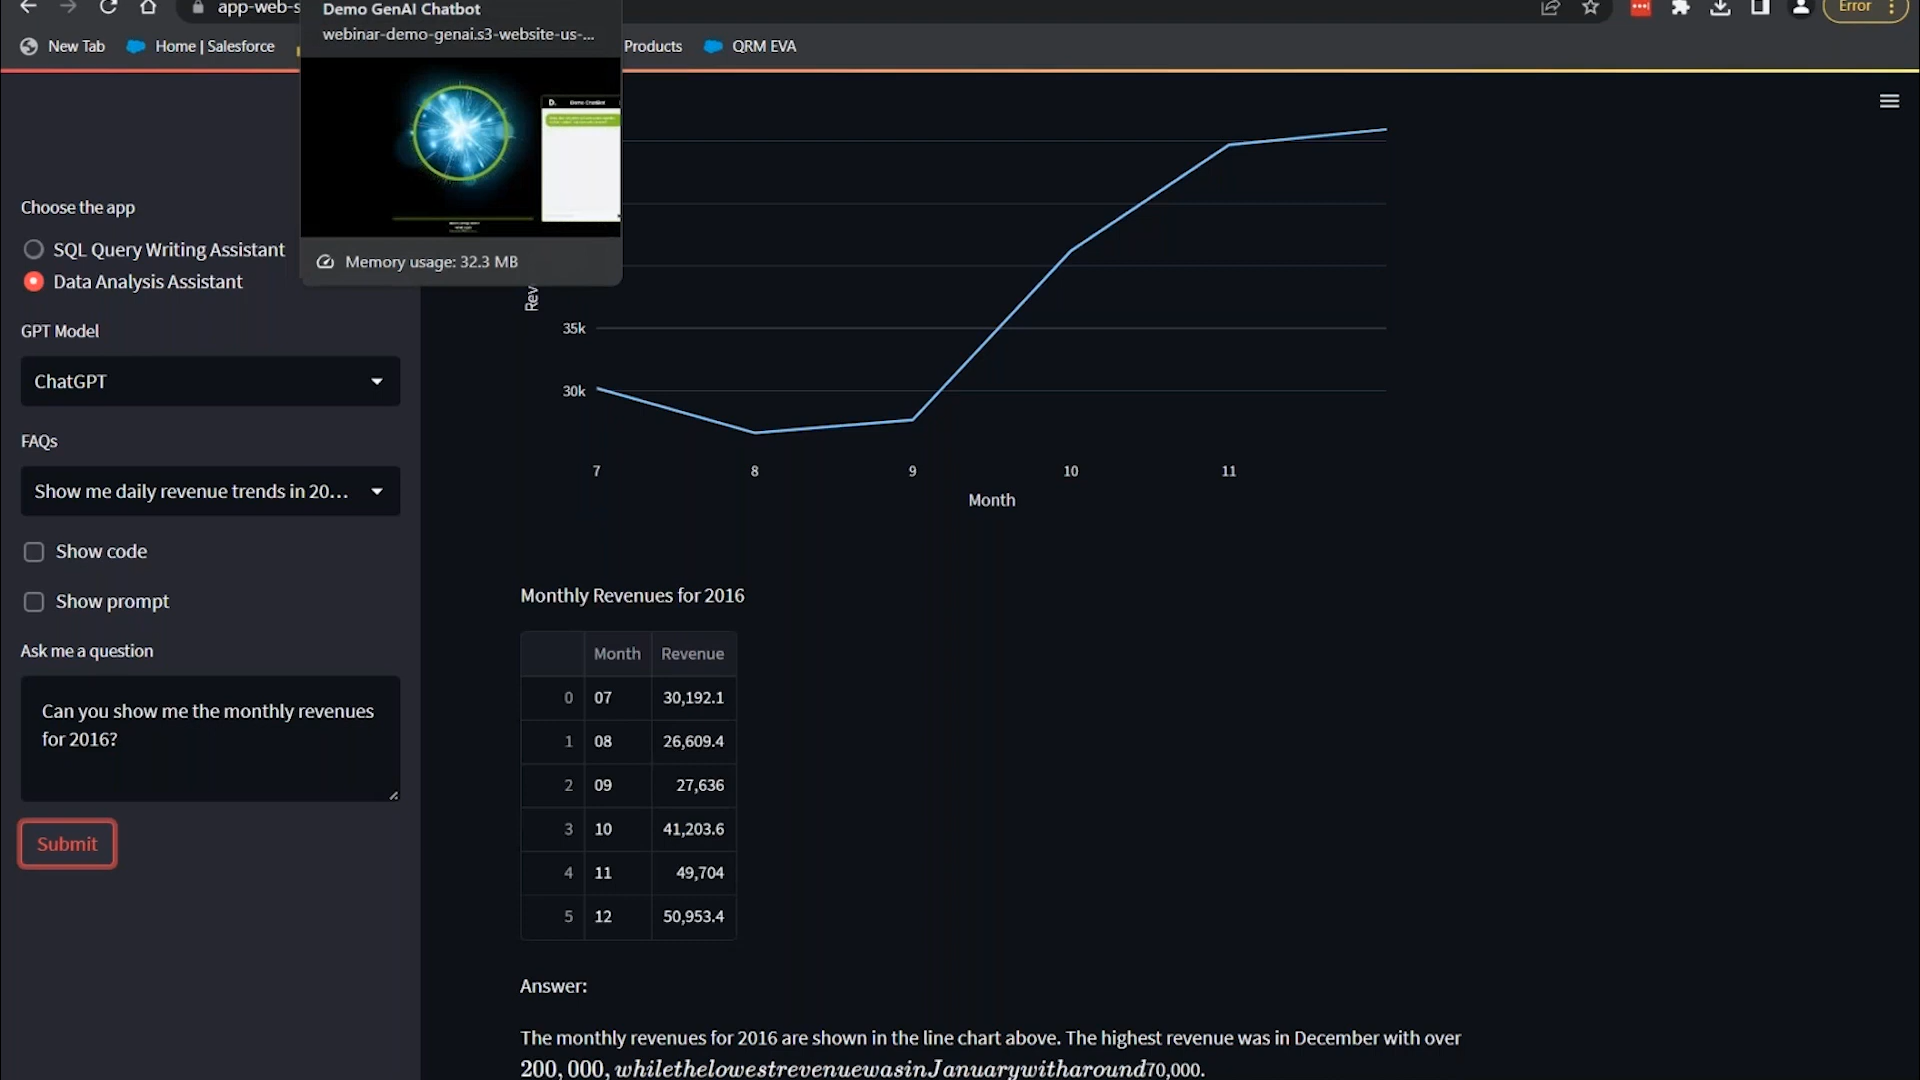 app-web-s
Demo GenAI Chatbot
webinar-demo-genai.s3-website-us-...
Error
New Tab
Home | Salesforce
Products
QRM EVA
Memory usage: 32.3 MB
Choose the app
SQL Query Writing Assistant
Data Analysis Assistant
GPT Model
ChatGPT
FAQs
Show me daily revenue trends in 20...
Show code
Show prompt
Ask me a question
Can you show me the monthly revenues
for 2016?
Submit
Rev
35k
30k
7 8 9 10 11
Month
Monthly Revenues for 2016
Month Revenue
0 07 30,192.1
1 08 26,609.4
2 09 27,636
3 10 41,203.6
4 11 49,704
5 12 50,953.4
Answer:
The monthly revenues for 2016 are shown in the line chart above. The highest revenue was in December with over
200,000,whilethelowestrevenuewasinJanuarywitharound70,000.